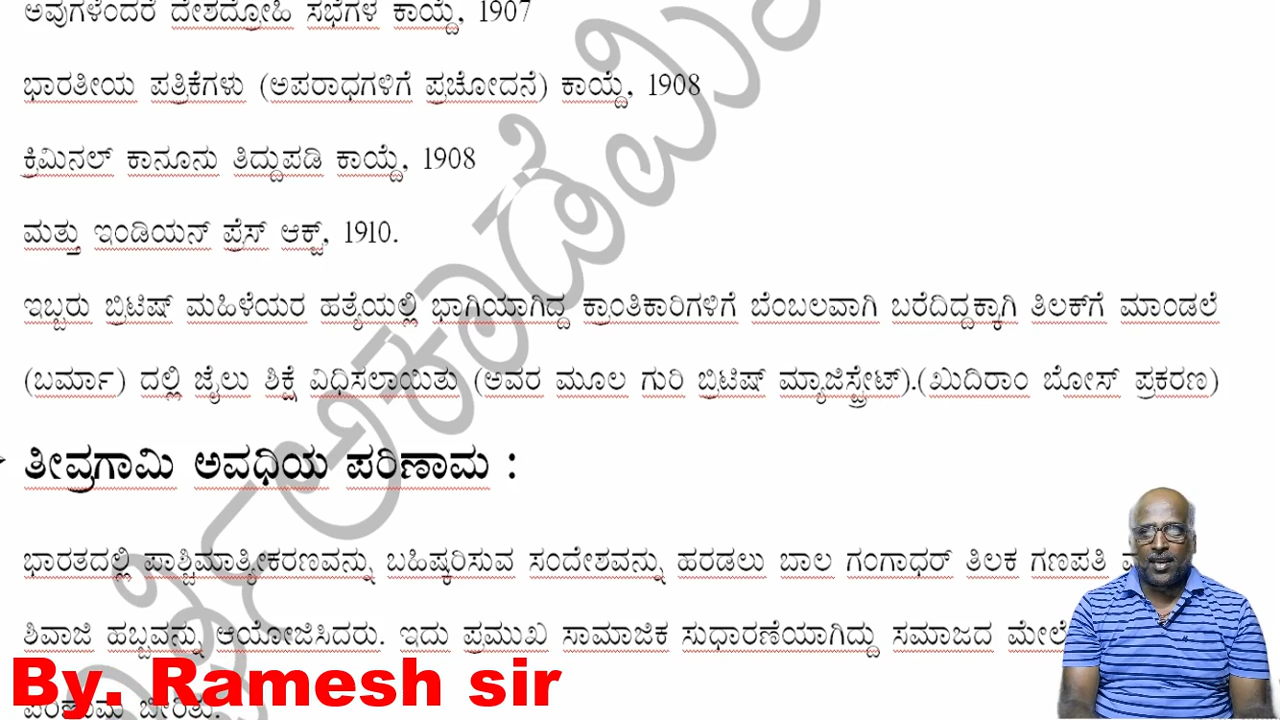 ಅವುಗಳೆಂದರೆ ದೇಶದ್ರೋಹಿ ಸಭೆಗಳ ಕಾಯ್ದೆ, 1907
ಭಾರತೀಯ ಪತ್ರಿಕೆಗಳು (ಅಪರಾಧಗಳಿಗೆ ಪ್ರಚೋದನೆ) ಕಾಯ್ದೆ, 1908
ಕ್ರಿಮಿನಲ್ ಕಾನೂನು ತಿದ್ದುಪಡಿ ಕಾಯ್ದೆ, 1908
ಮತ್ತು ಇಂಡಿಯನ್ ಪ್ರೆಸ್ ಆಕ್ಟ್, 1910.
ಇಬ್ಬರು ಬ್ರಿಟಿಷ್ ಮಹಿಳೆಯರ ಹತ್ಯೆಯಲ್ಲಿ ಭಾಗಿಯಾಗಿದ್ದ ಕ್ರಾಂತಿಕಾರಿಗಳಿಗೆ ಬೆಂಬಲವಾಗಿ ಬರೆದಿದ್ದಕ್ಕಾಗಿ ತಿಲಕ್‌ಗೆ ಮಾಂಡಲೆ
(ಬರ್ಮಾ) ದಲ್ಲಿ ಜೈಲು ಶಿಕ್ಷೆ ವಿಧಿಸಲಾಯಿತು (ಅವರ ಮೂಲ ಗುರಿ ಬ್ರಿಟಿಷ್ ಮ್ಯಾಜಿಸ್ಟ್ರೇಟ್).(ಖುದಿರಾಂ ಬೋಸ್ ಪ್ರಕರಣ)
ತೀವ್ರಗಾಮಿ ಅವಧಿಯ ಪರಿಣಾಮ :
ಭಾರತದಲ್ಲಿ ಪಾಶ್ಚಿಮಾತ್ಯೀಕರಣವನ್ನು ಬಹಿಷ್ಕರಿಸುವ ಸಂದೇಶವನ್ನು ಹರಡಲು ಬಾಲ ಗಂಗಾಧರ್ ತಿಲಕ ಗಣಪತಿ
ಶಿವಾಜಿ ಹಬ್ಬವನ್ನು ಆಯೋಜಿಸಿದರು. ಇದು ಪ್ರಮುಖ ಸಾಮಾಜಿಕ ಸುಧಾರಣೆಯಾಗಿದ್ದು ಸಮಾಜದ ಮೇಲೆ
By. Ramesh sir